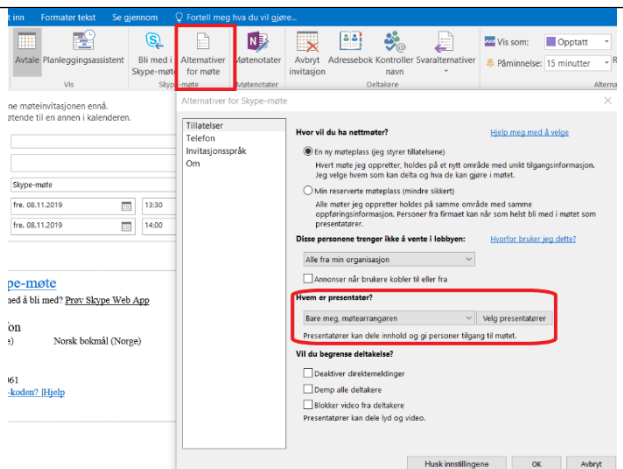 t inn Formater tekst Se gjennom Fortell meg hva du vil gjøre...
Avtale Planleggingsassistent
Bli med i Skype-møte
Alternativer for møte
Møtenotater
Avbryt invitasjon
Adressebok
Kontroller navn
Svaralternativer
Vis som: Opptatt
Påminnelse: 15 minutter
Vis Skype-møte Møtenotater Deltakere Alterna
ne møteinvitasjonen ennå.
øtende til en annen i kalenderen.
Skype-møte
fre. 08.11.2019 13:30
fre. 08.11.2019 14:00
pe-møte
ned å bli med? Prøv Skype Web App
fon
e) Norsk bokmål (Norge)
061
-koden? |Hjelp
Alternativer for Skype-møte
Tillatelser
Telefon
Invitasjonsspråk
Om
Hvor vil du ha nettmøter? Hjelp meg med å velge
En ny møteplass (jeg styrer tillatelsene)
Hvert møte jeg oppretter, holdes på et nytt område med unikt tilgangsinformasjon.
Jeg velge hvem som kan delta og hva de kan gjøre i møtet.
Min reserverte møteplass (mindre sikkert)
Alle møter jeg oppretter holdes på samme område med samme
oppføringsinformasjon. Personer fra firmaet kan når som helst bli med i møtet som
presentatører.
Disse personene trenger ikke å vente i lobbyen: Hvorfor bruker jeg dette?
Alle fra min organisasjon
Annonser når brukere kobler til eller fra
Hvem er presentatør?
Bare meg, møtearrangøren Velg presentatører
Presentatører kan dele innhold og gi personer tilgang til møtet.
Vil du begrense deltakelse?
Deaktiver direktemeldinger
Demp alle deltakere
Blokker video fra deltakere
Presentatører kan dele lyd og video.
Husk innstillingene OK Avbryt